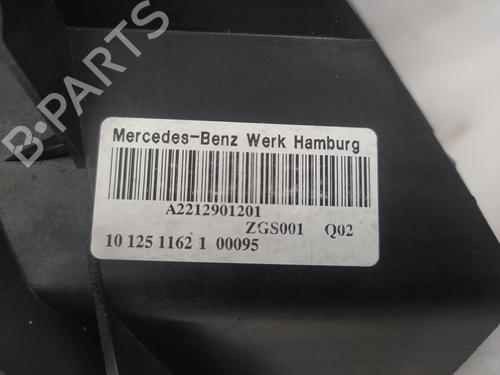 Mercedes-Benz Werk Hamburg
A2212901201
ZGS001 Q02
10 125 1162 1 00095
B-PARTS